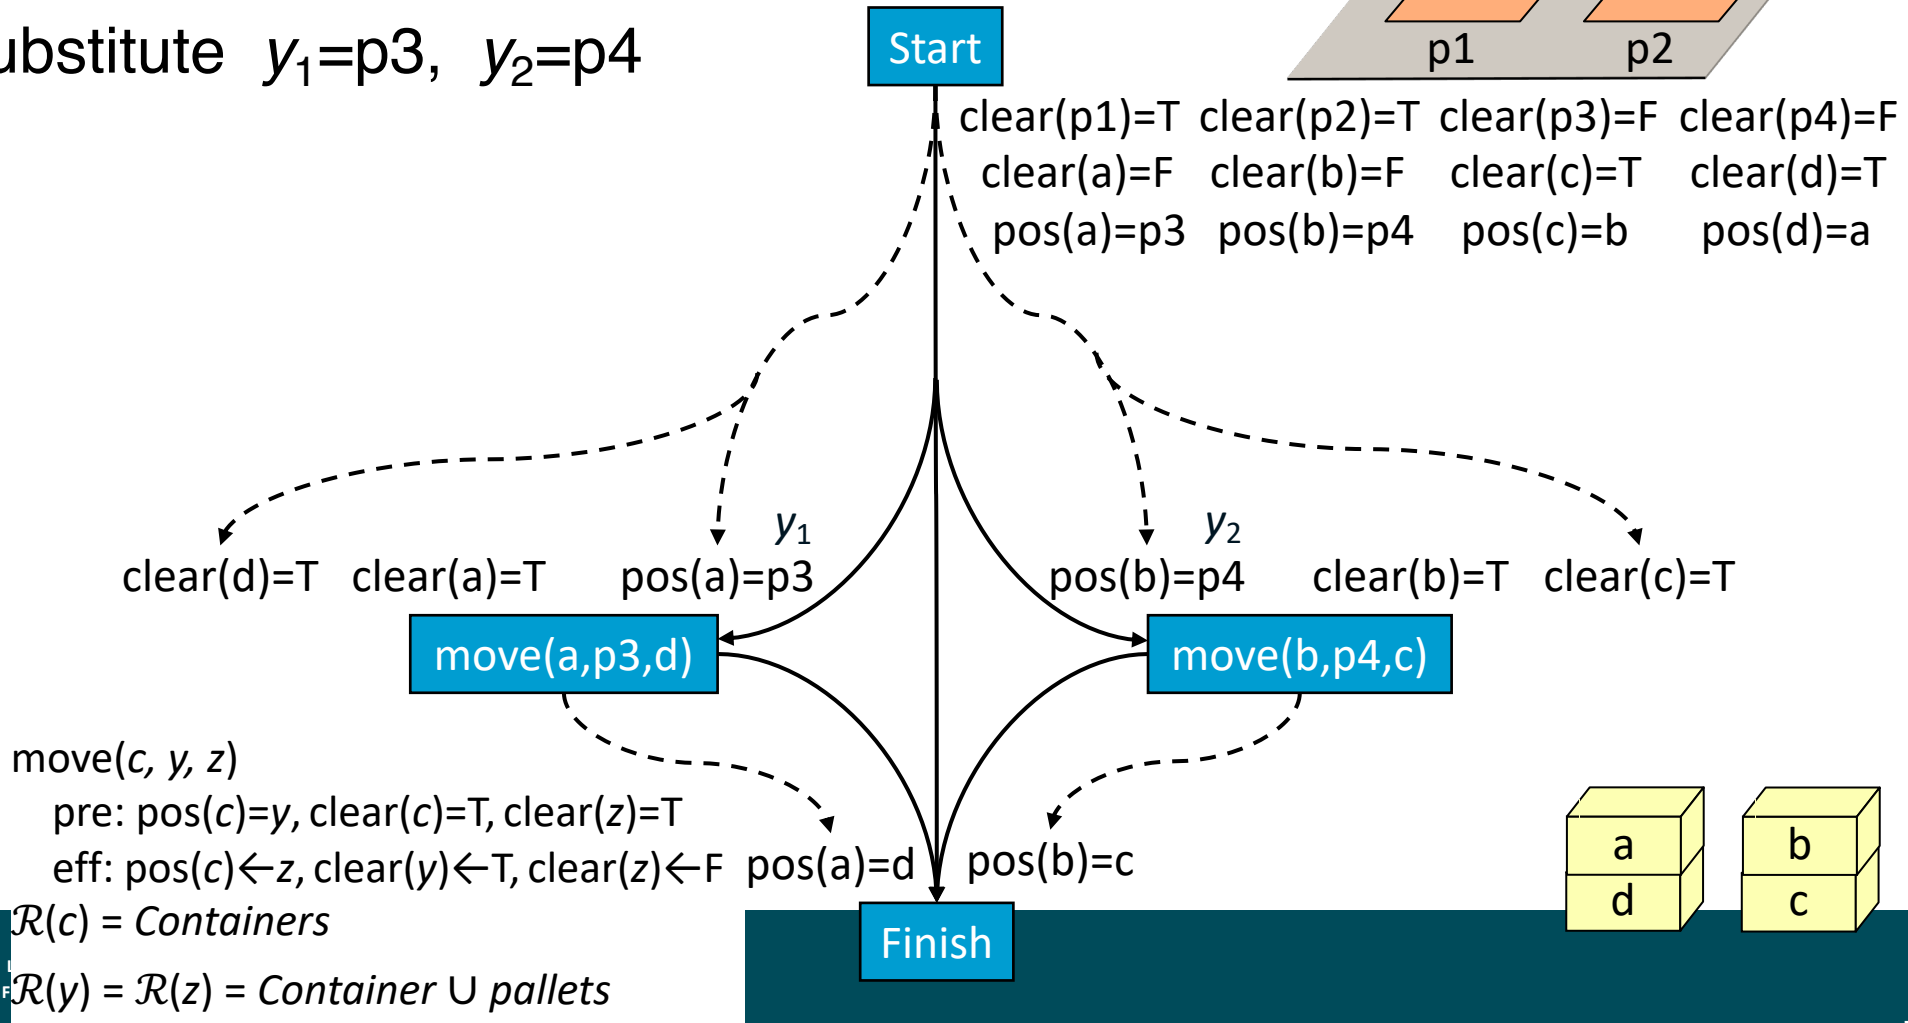 ubstitute y₁=p3, y₂=p4
Start
p1 p2
clear(p1)=T clear(p2)=T clear(p3)=F clear(p4)=F
clear(a)=F clear(b)=F clear(c)=T clear(d)=T
pos(a)=p3 pos(b)=p4 pos(c)=b pos(d)=a
y₁ y₂
clear(d)=T clear(a)=T pos(a)=p3 pos(b)=p4 clear(b)=T clear(c)=T
move(a,p3,d) move(b,p4,c)
move(c, y, z)
pre: pos(c)=y, clear(c)=T, clear(z)=T
eff: pos(c)←z, clear(y)←T, clear(z)←F
pos(a)=d pos(b)=c
a b
d c
ℛ(c) = Containers
Finish
ℛ(y) = ℛ(z) = Container ∪ pallets